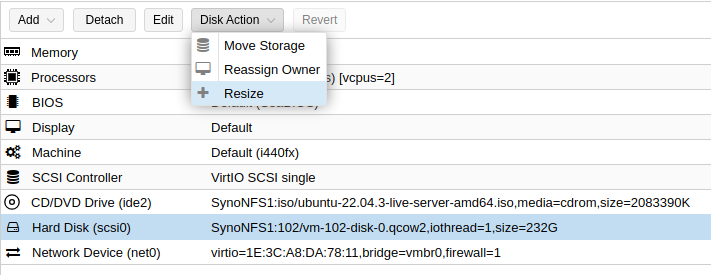 Add Detach Edit Disk Action Revert
Move Storage
Reassign Owner
Resize
Memory
Processors s) [vcpus=2]
BIOS Default (SeaBIOS)
Display Default
Machine Default (i440fx)
SCSI Controller VirtIO SCSI single
CD/DVD Drive (ide2) SynoNFS1:iso/ubuntu-22.04.3-live-server-amd64.iso,media=cdrom,size=2083390K
Hard Disk (scsi0) SynoNFS1:102/vm-102-disk-0.qcow2,iothread=1,size=232G
Network Device (net0) virtio=1E:3C:A8:DA:78:11,bridge=vmbr0,firewall=1